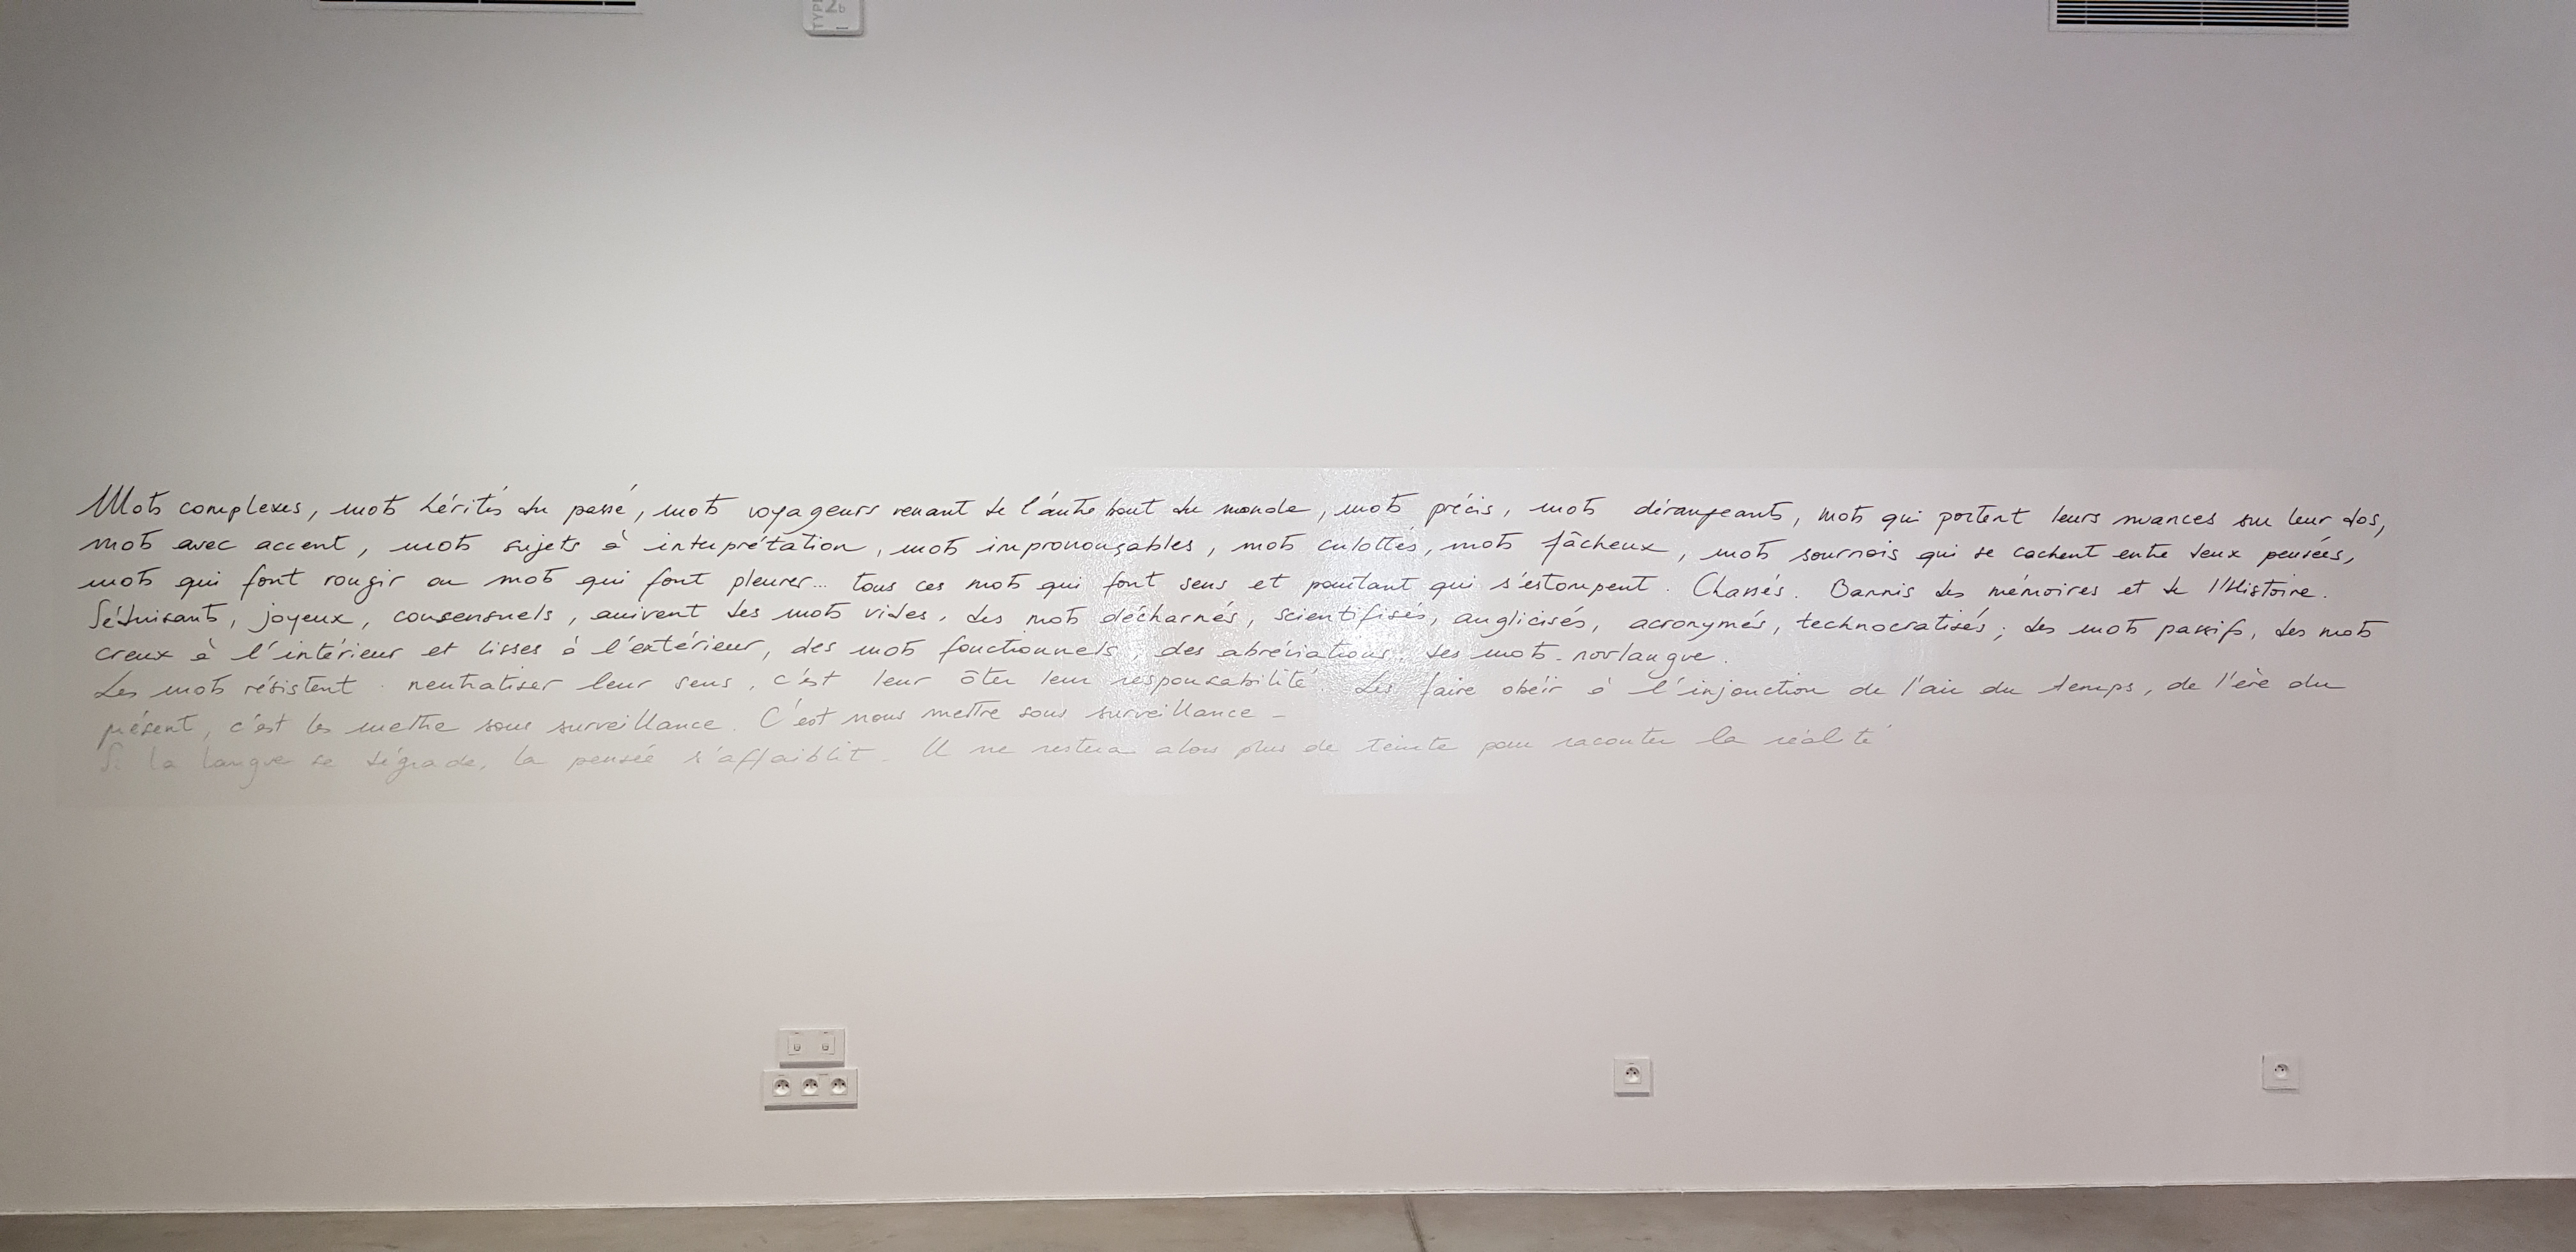 TYPE 2b
Mots complexes, mots hérités du passé, mots voyageurs venant de l'autre bout du monde, mots précis, mots dérangeants, mots qui portent leurs nuances sur leur dos,
mots avec accent, mots sujets à interprétation, mots imprononçables, mots culottés, mots fâcheux, mots sournois qui se cachent entre deux pensées,
mots qui font rougir ou mots qui font pleurer... tous ces mots qui font sens et pourtant qui s'estompent. Chassés. Bannis des mémoires et de l'Histoire.
Séduisants, joyeux, consensuels, arrivent des mots vides, des mots décharnés, scientifisés, anglicisés, acronymés, technocratisés; des mots passifs, des mots
creux à l'intérieur et lisses à l'extérieur, des mots fonctionnels, des abréviations, des mots-novlangue.
Les mots résistent. neutraliser leur sens, c'est leur ôter leur responsabilité. Les faire obéir à l'injonction de l'air du temps, de l'ère du
présent, c'est les mettre sous surveillance. C'est nous mettre sous surveillance -
Si la langue se dégrade, la pensée s'affaiblit. Il ne restera alors plus de teinte pour raconter la réalité